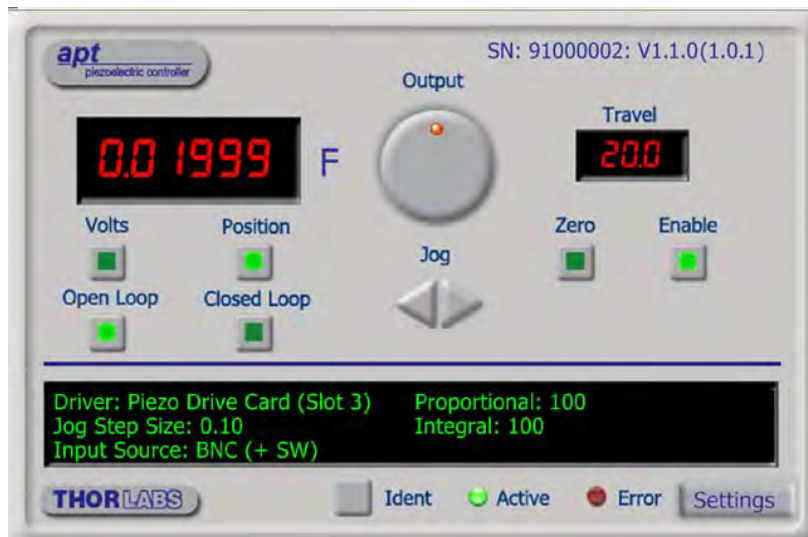 apt
piezoelectric controller
SN: 91000002: V1.1.0(1.0.1)
Output
Travel
0.01999 F
20.0
Volts
Position
Zero
Enable
Jog
Open Loop
Closed Loop
Driver: Piezo Drive Card (Slot 3)
Proportional: 100
Jog Step Size: 0.10
Integral: 100
Input Source: BNC (+ SW)
THORLABS
Ident
Active
Error
Settings